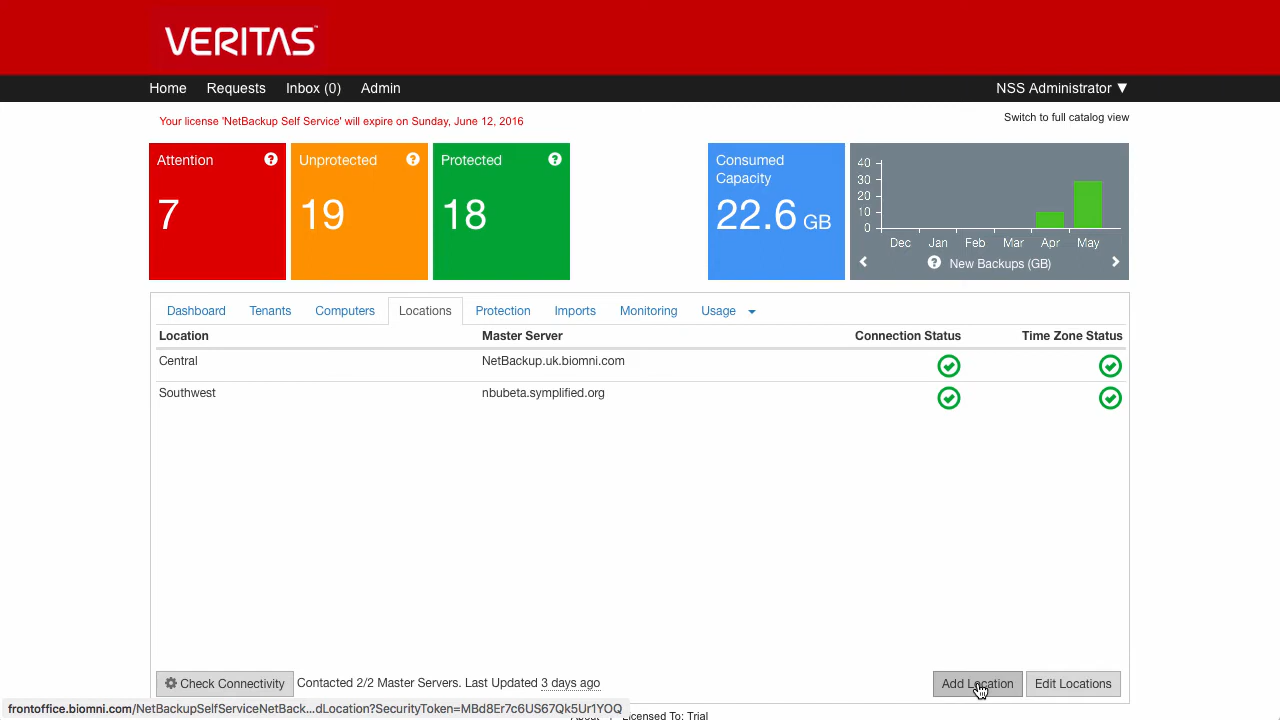 VERITAS™
Home Requests Inbox (0) Admin NSS Administrator ▼
Your license 'NetBackup Self Service' will expire on Sunday, June 12, 2016
Switch to full catalog view
Attention ?
7
Unprotected ?
19
Protected ?
18
Consumed
Capacity
22.6 GB
40
30
20
10
0
Dec Jan Feb Mar Apr May
? New Backups (GB)
Dashboard Tenants Computers Locations Protection Imports Monitoring Usage
Location Master Server Connection Status Time Zone Status
Central NetBackup.uk.biomni.com
Southwest nbubeta.symplified.org
Check Connectivity Contacted 2/2 Master Servers. Last Updated 3 days ago Add Location Edit Locations
frontoffice.biomni.com/NetBackupSelfServiceNetBack...dLocation?SecurityToken=MBd8Er7c6US67Qk5Ur1YOQ
About | Licensed To: Trial